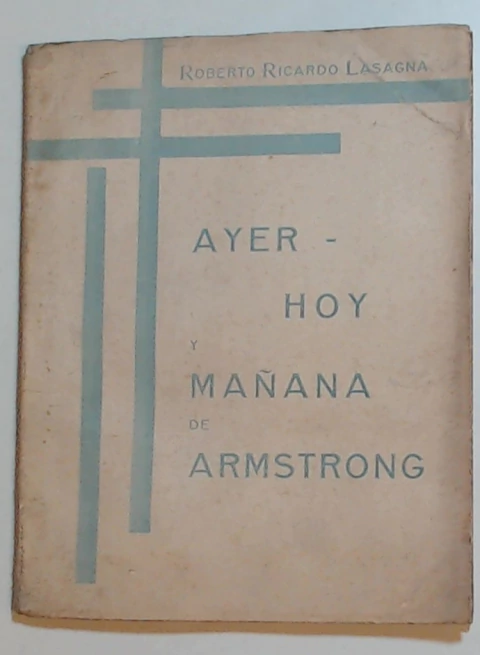 ROBERTO RICARDO LASAGNA
AYER -
HOY
Y
MAÑANA
DE
ARMSTRONG